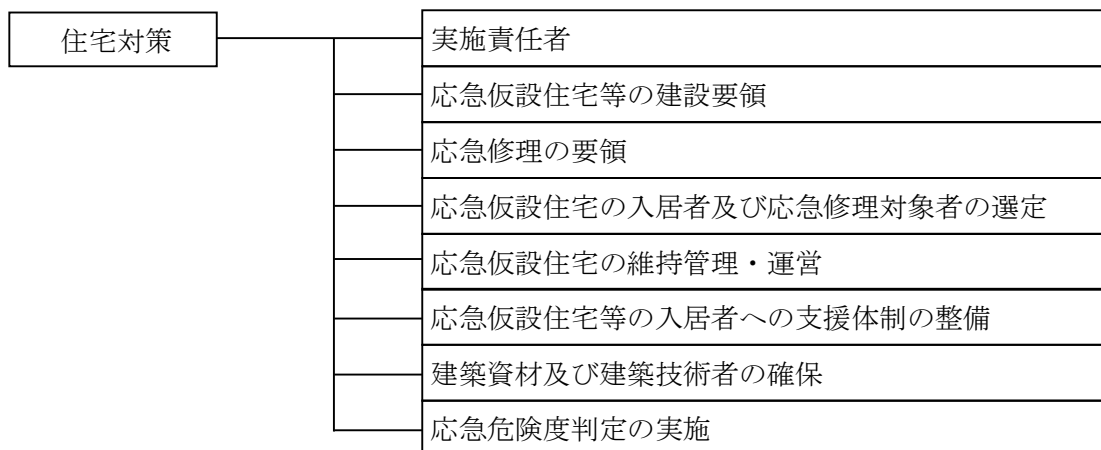 住宅対策
実施責任者
応急仮設住宅等の建設要領
応急修理の要領
応急仮設住宅の入居者及び応急修理対象者の選定
応急仮設住宅の維持管理・運営
応急仮設住宅等の入居者への支援体制の整備
建築資材及び建築技術者の確保
応急危険度判定の実施